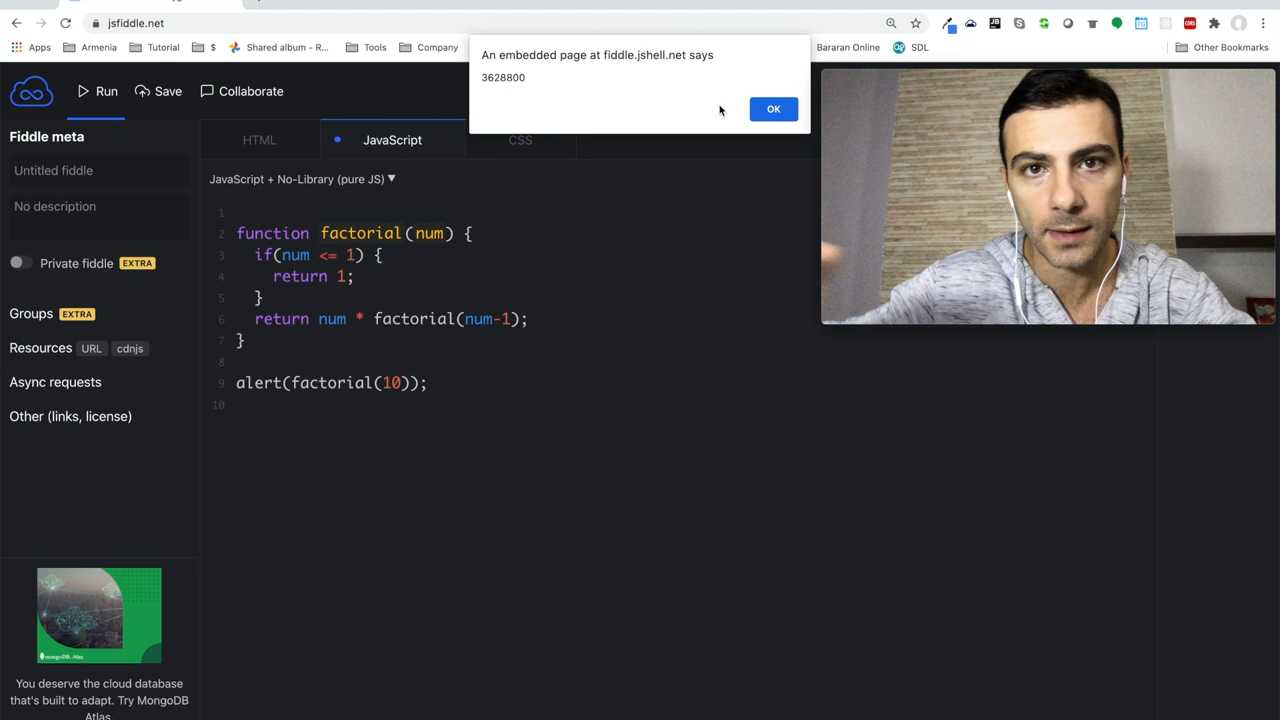 jsfiddle.net
Apps Armenia Tutorial $ Shared album - R... Tools Company Bararan Online SDL Other Bookmarks
An embedded page at fiddle.jshell.net says
3628800
OK
Run Save Collaborate
Fiddle meta
Untitled fiddle
No description
Private fiddle EXTRA
Groups EXTRA
Resources URL cdnjs
Async requests
Other (links, license)
HTML JavaScript CSS
JavaScript + No-Library (pure JS)
1
2 function factorial(num) {
3 if(num <= 1) {
4 return 1;
5 }
6 return num * factorial(num-1);
7 }
8
9 alert(factorial(10));
10
mongoDB. Atlas
You deserve the cloud database
that's built to adapt. Try MongoDB
Atlas.